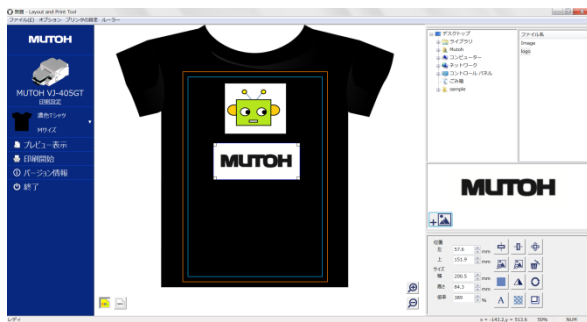 無題 - Layout and Print Tool
ファイル(E) オプション プリンタの設定 ルーラー
MUTOH
MUTOH VJ-405GT
印刷設定
濃色Tシャツ
Mサイズ
プレビュー表示
印刷開始
バージョン情報
終了
MUTOH
デスクトップ
ライブラリ
Mutoh
コンピューター
ネットワーク
コントロール パネル
ごみ箱
sample
ファイル名
Image
logo
MUTOH
位置
左 57.6 mm
上 151.9 mm
サイズ
幅 200.5 mm
高さ 84.3 mm
倍率 389 %
A
レディ
x = -141.2,y = 513.6 50% NUM